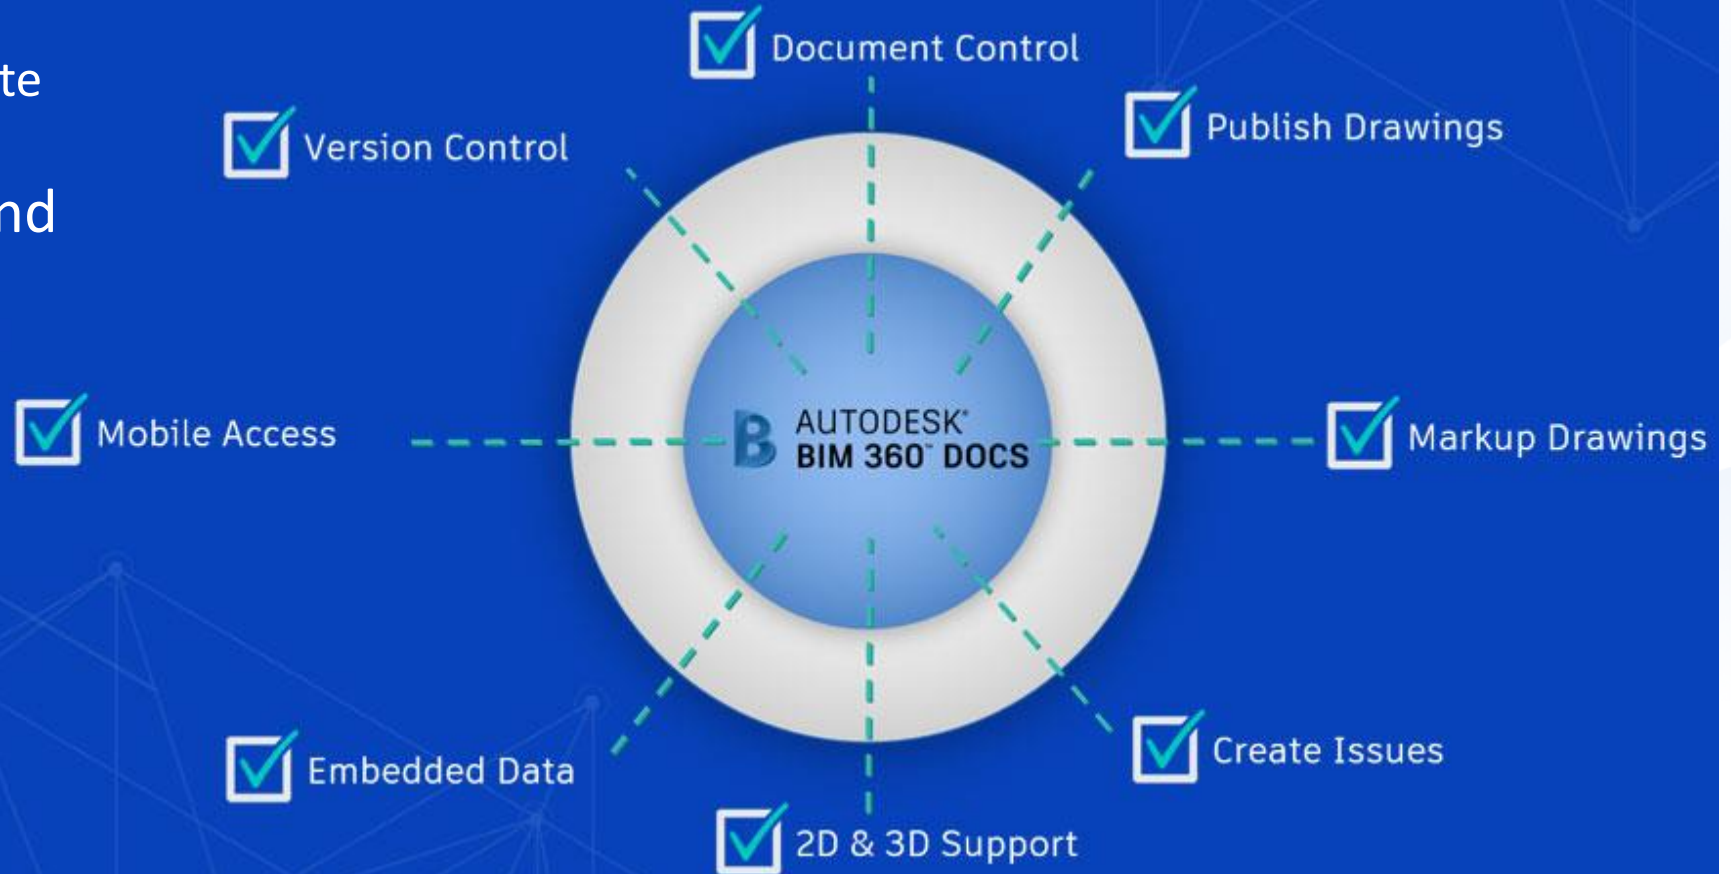 te
nd
Document Control
Publish Drawings
Version Control
Mobile Access
AUTODESK®
BIM 360™ DOCS
Markup Drawings
Embedded Data
Create Issues
2D & 3D Support